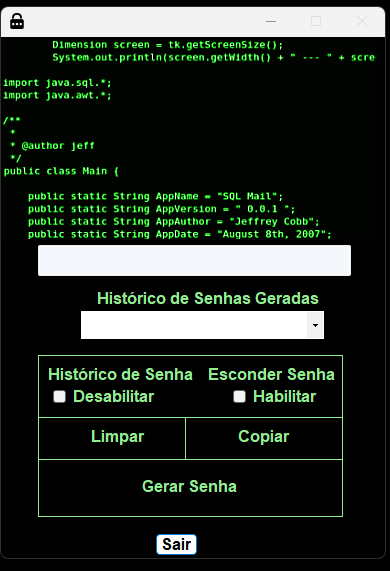 Dimension screen = tk.getScreenSize();
System.out.println(screen.getWidth() + " --- " + scre
import java.sql.*;
import java.awt.*;
/**
*
* @author jeff
*/
public class Main {
public static String AppName = "SQL Mail";
public static String AppVersion = " 0.0.1 ";
public static String AppAuthor = "Jeffrey Cobb";
public static String AppDate = "August 8th, 2007";
Histórico de Senhas Geradas
Histórico de Senha Esconder Senha
Desabilitar Habilitar
Limpar Copiar
Gerar Senha
Sair